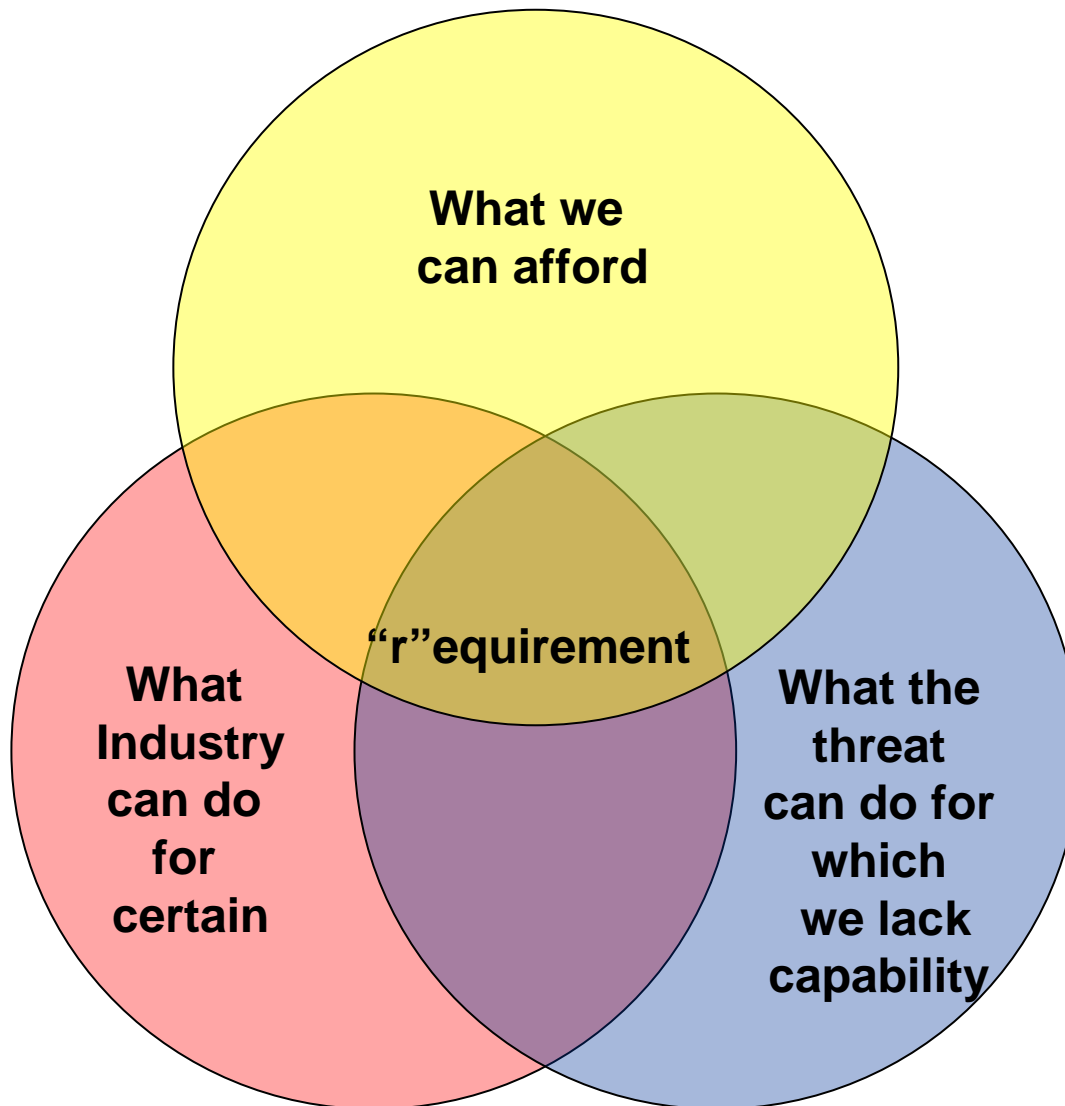 What we
can afford
“r”equirement
What
Industry
can do
for
certain
What the
threat
can do for
which
we lack
capability